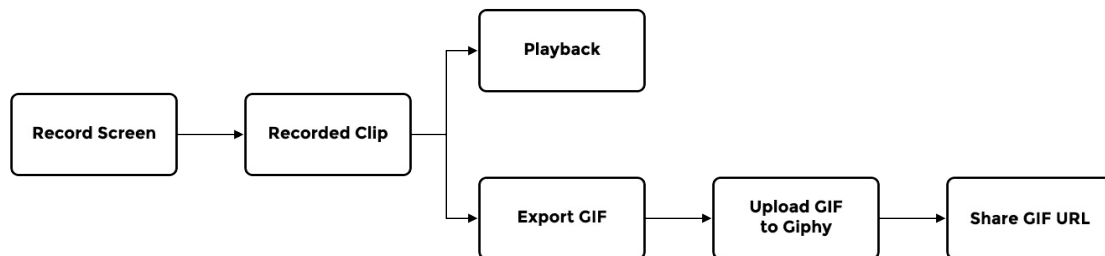 Record Screen
Recorded Clip
Playback
Export GIF
Upload GIF
to Giphy
Share GIF URL